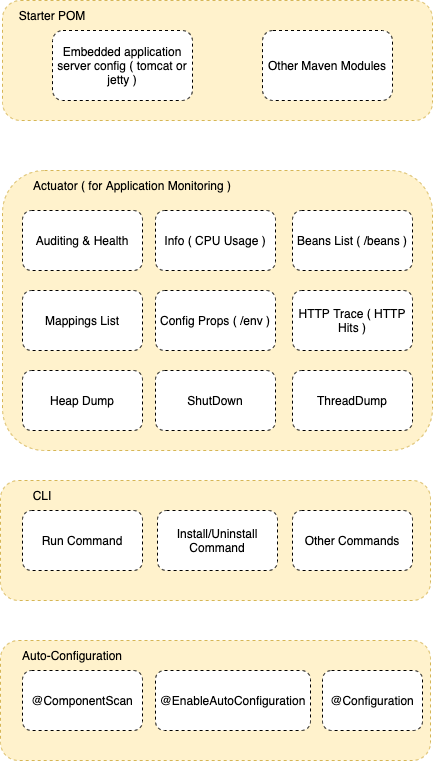 Starter POM
Embedded application
server config ( tomcat or
jetty )
Other Maven Modules
Actuator ( for Application Monitoring )
Auditing & Health
Info ( CPU Usage )
Beans List ( /beans )
Mappings List
Config Props ( /env )
HTTP Trace ( HTTP
Hits )
Heap Dump
ShutDown
ThreadDump
CLI
Run Command
Install/Uninstall
Command
Other Commands
Auto-Configuration
@ComponentScan
@EnableAutoConfiguration
@Configuration